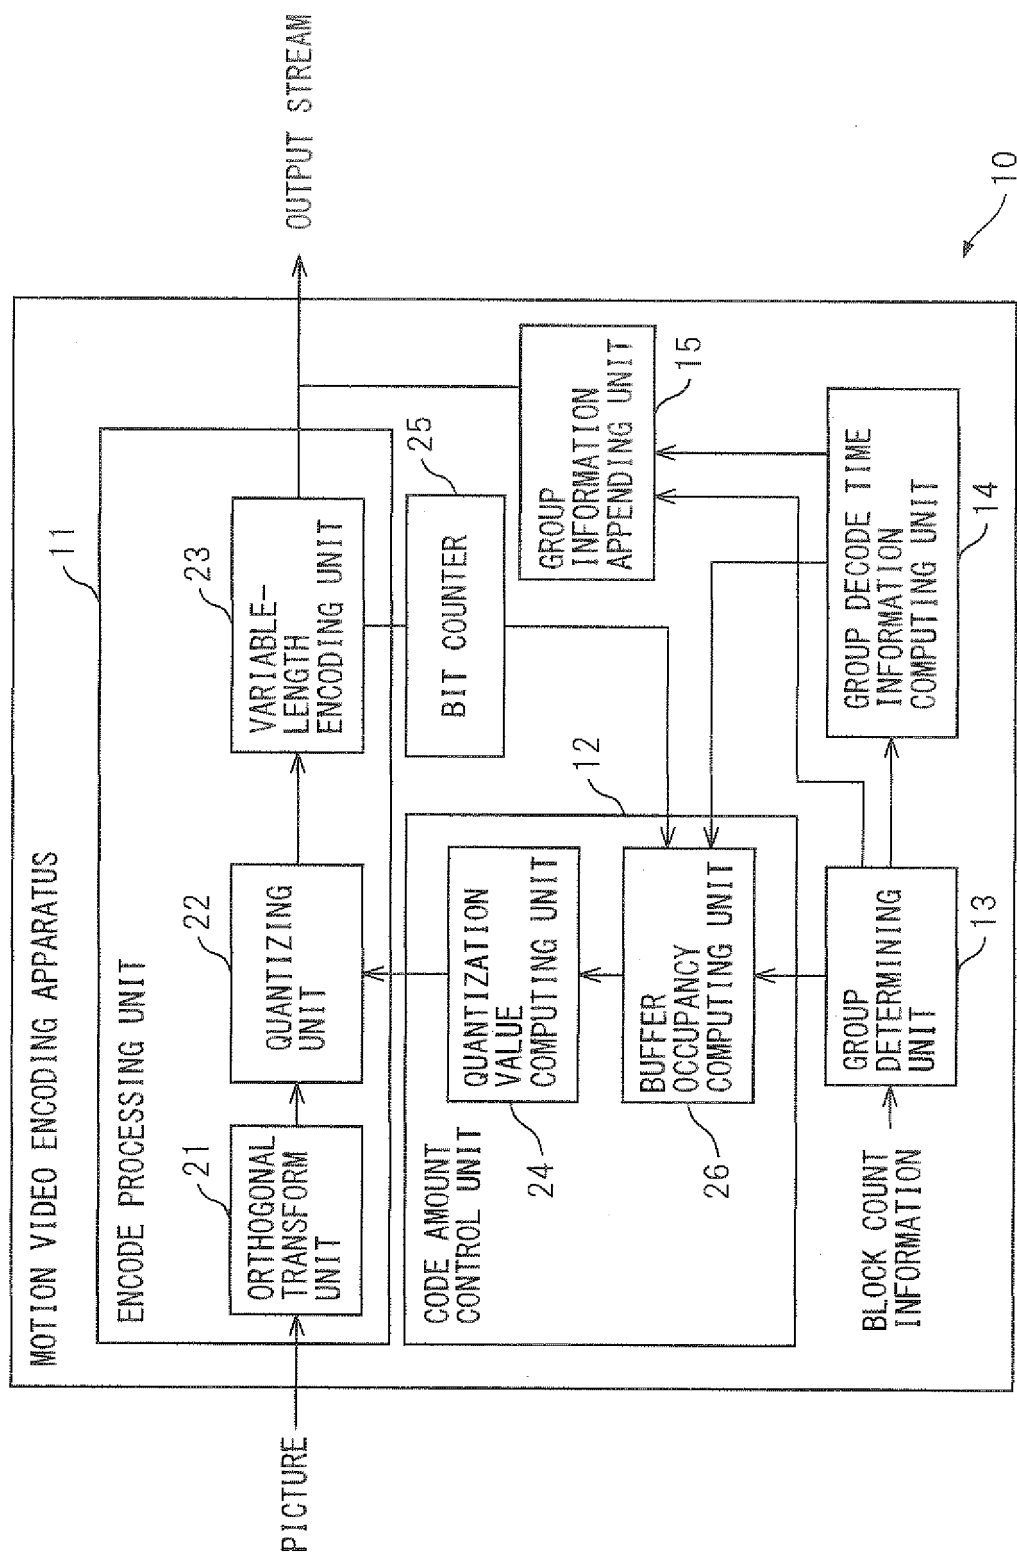 MOTION VIDEO ENCODING APPARATUS
ENCODE PROCESSING UNIT
11
PICTURE
21
ORTHOGONAL
TRANSFORM
UNIT
22
QUANTIZING
UNIT
23
VARIABLE-
LENGTH
ENCODING UNIT
OUTPUT STREAM
CODE AMOUNT
CONTROL UNIT
12
QUANTIZATION
VALUE
COMPUTING UNIT
24
BUFFER
OCCUPANCY
COMPUTING UNIT
26
BIT COUNTER
25
GROUP
INFORMATION
APPENDING UNIT
15
BLOCK COUNT
INFORMATION
GROUP
DETERMINING
UNIT
13
GROUP DECODE TIME
INFORMATION
COMPUTING UNIT
14
10